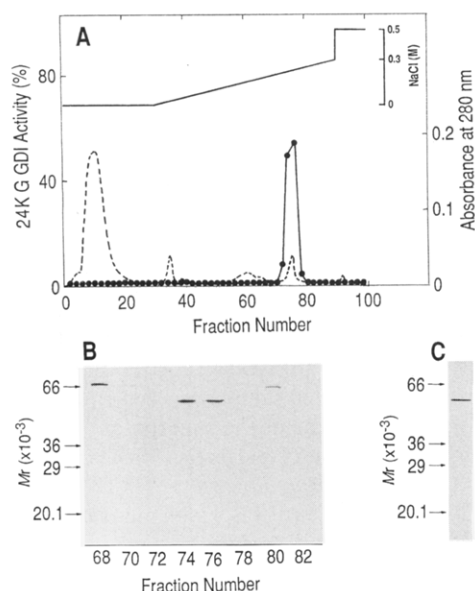 A
24K G GDI Activity (%)
80
40
0
0.5
0.3
0
NaCl (M)
0.2
0.1
0
Absorbance at 280 nm
0 20 40 60 80 100
Fraction Number
B
66
36
29
20.1
Mr (x10-3)
68 70 72 74 76 78 80 82
Fraction Number
C
66
36
29
20.1
Mr (x10-3)